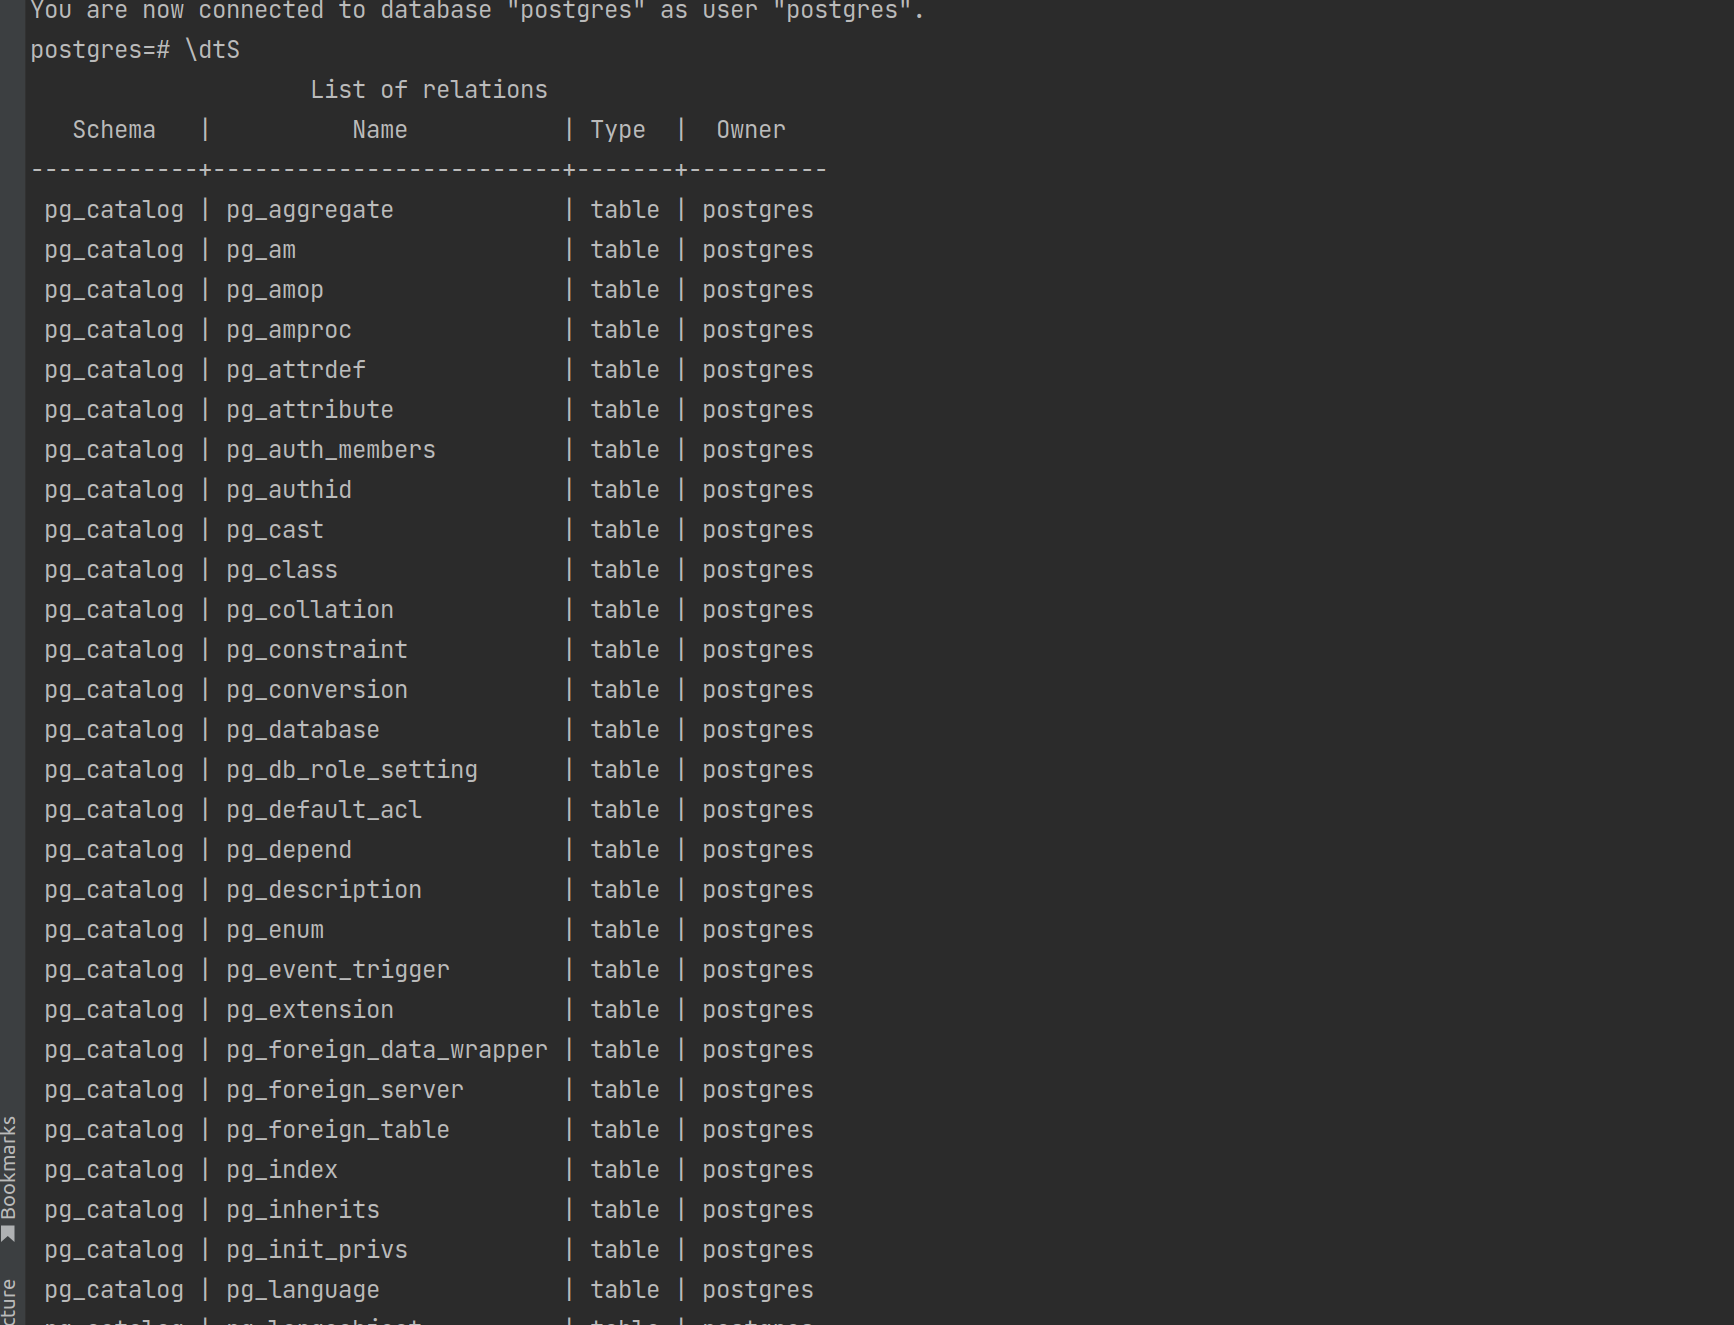 You are now connected to database "postgres" as user "postgres".
postgres=# \dtS
                    List of relations
   Schema   |          Name           | Type  |  Owner
------------+-------------------------+-------+----------
 pg_catalog | pg_aggregate            | table | postgres
 pg_catalog | pg_am                   | table | postgres
 pg_catalog | pg_amop                 | table | postgres
 pg_catalog | pg_amproc               | table | postgres
 pg_catalog | pg_attrdef              | table | postgres
 pg_catalog | pg_attribute            | table | postgres
 pg_catalog | pg_auth_members         | table | postgres
 pg_catalog | pg_authid               | table | postgres
 pg_catalog | pg_cast                 | table | postgres
 pg_catalog | pg_class                | table | postgres
 pg_catalog | pg_collation            | table | postgres
 pg_catalog | pg_constraint           | table | postgres
 pg_catalog | pg_conversion           | table | postgres
 pg_catalog | pg_database             | table | postgres
 pg_catalog | pg_db_role_setting      | table | postgres
 pg_catalog | pg_default_acl          | table | postgres
 pg_catalog | pg_depend               | table | postgres
 pg_catalog | pg_description          | table | postgres
 pg_catalog | pg_enum                 | table | postgres
 pg_catalog | pg_event_trigger        | table | postgres
 pg_catalog | pg_extension            | table | postgres
 pg_catalog | pg_foreign_data_wrapper | table | postgres
 pg_catalog | pg_foreign_server       | table | postgres
 pg_catalog | pg_foreign_table        | table | postgres
 pg_catalog | pg_index                | table | postgres
 pg_catalog | pg_inherits             | table | postgres
 pg_catalog | pg_init_privs           | table | postgres
 pg_catalog | pg_language             | table | postgres
 pg_catalog | pg_largeobject          | table | postgres
Bookmarks
cture